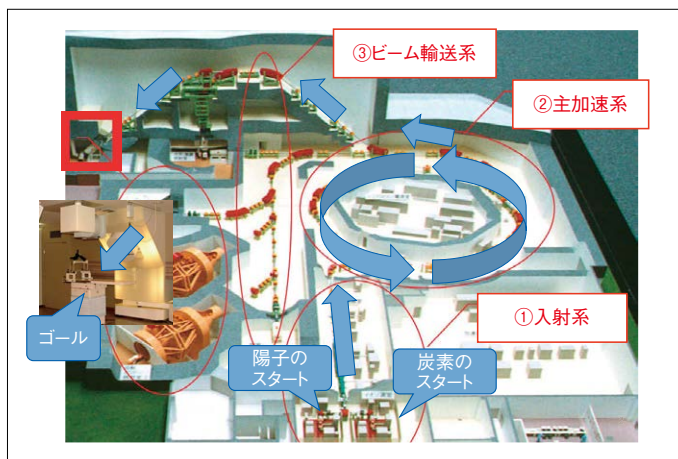 ③ビーム輸送系
②主加速系
①入射系
ゴール
陽子の
スタート
炭素の
スタート